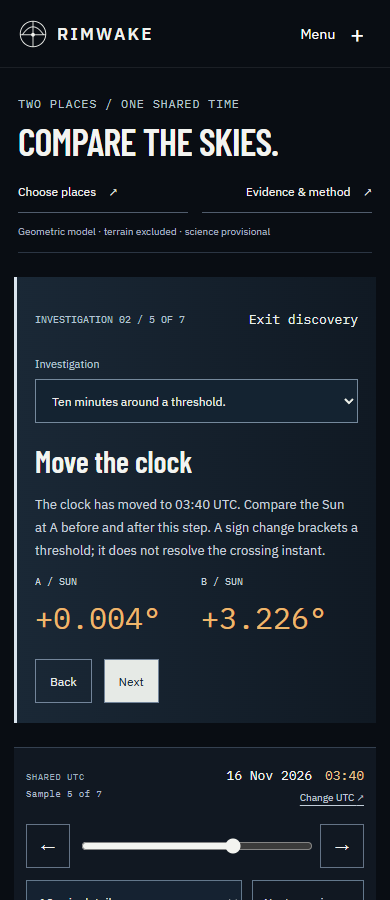 RIMWAKE
Menu +
TWO PLACES / ONE SHARED TIME
COMPARE THE SKIES.
Choose places ↗
Evidence & method ↗
Geometric model · terrain excluded · science provisional
INVESTIGATION 02 / 5 OF 7
Exit discovery
Investigation
Ten minutes around a threshold.
Move the clock
The clock has moved to 03:40 UTC. Compare the Sun
at A before and after this step. A sign change brackets a
threshold; it does not resolve the crossing instant.
A / SUN
B / SUN
+0.004°
+3.226°
Back
Next
SHARED UTC
16 Nov 2026 03:40
Sample 5 of 7
Change UTC ↗
← →